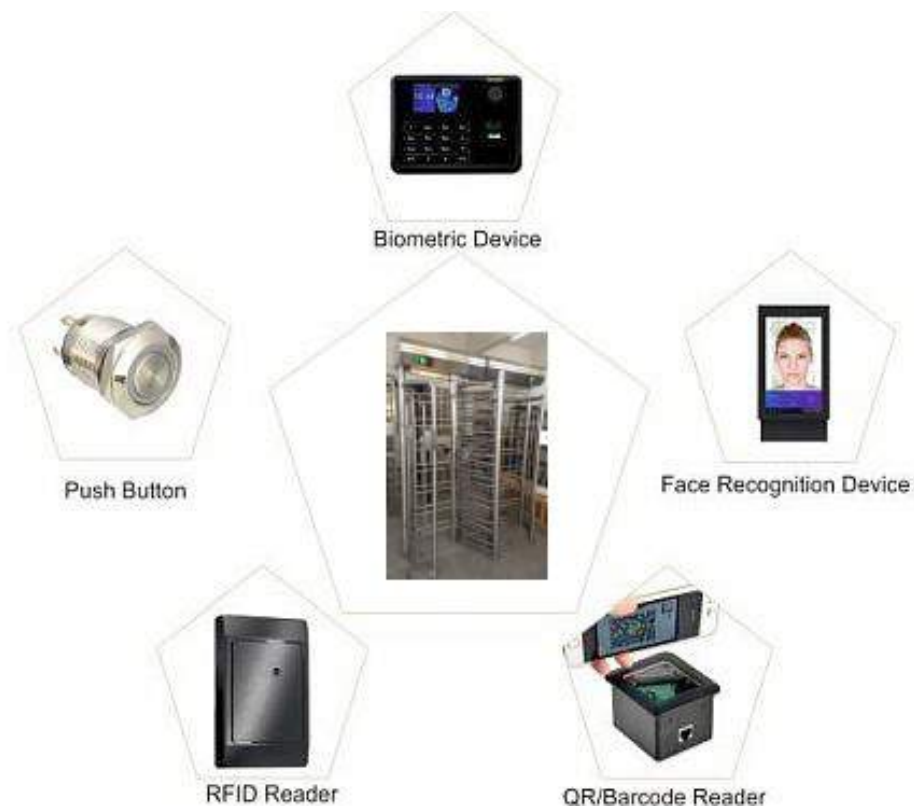 Biometric Device
Push Button
Face Recognition Device
RFID Reader
QR/Barcode Reader